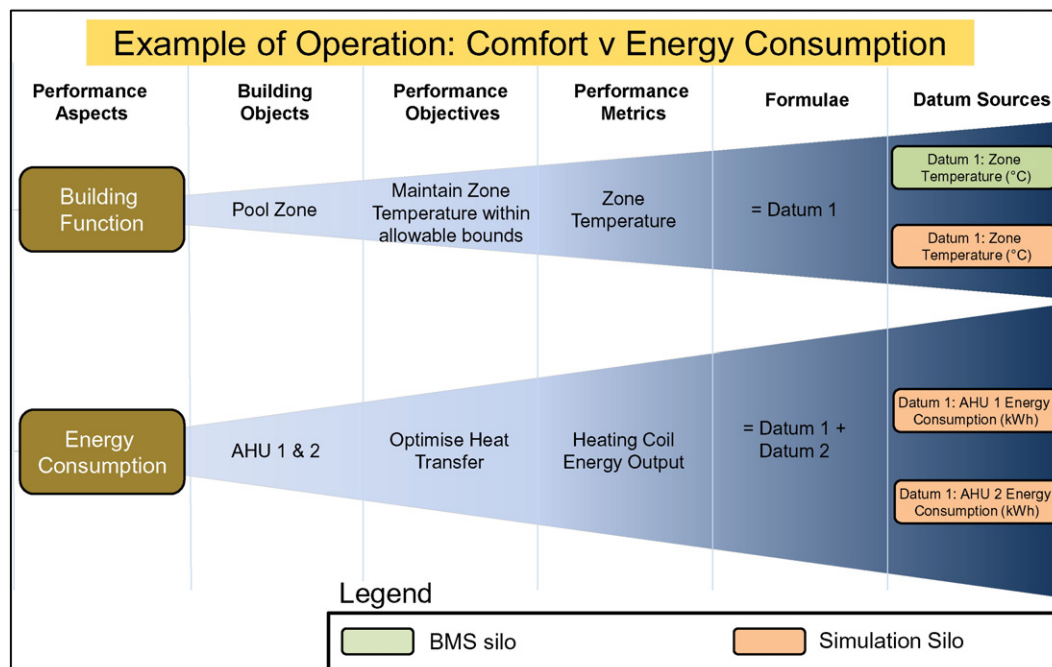 Example of Operation: Comfort v Energy Consumption
Performance
Aspects
Building
Objects
Performance
Objectives
Performance
Metrics
Formulae
Datum Sources
Building
Function
Pool Zone
Maintain Zone
Temperature within
allowable bounds
Zone
Temperature
= Datum 1
Datum 1: Zone
Temperature (°C)
Datum 1: Zone
Temperature (°C)
Energy
Consumption
AHU 1 & 2
Optimise Heat
Transfer
Heating Coil
Energy Output
= Datum 1 +
Datum 2
Datum 1: AHU 1 Energy
Consumption (kWh)
Datum 1: AHU 2 Energy
Consumption (kWh)
Legend
BMS silo
Simulation Silo